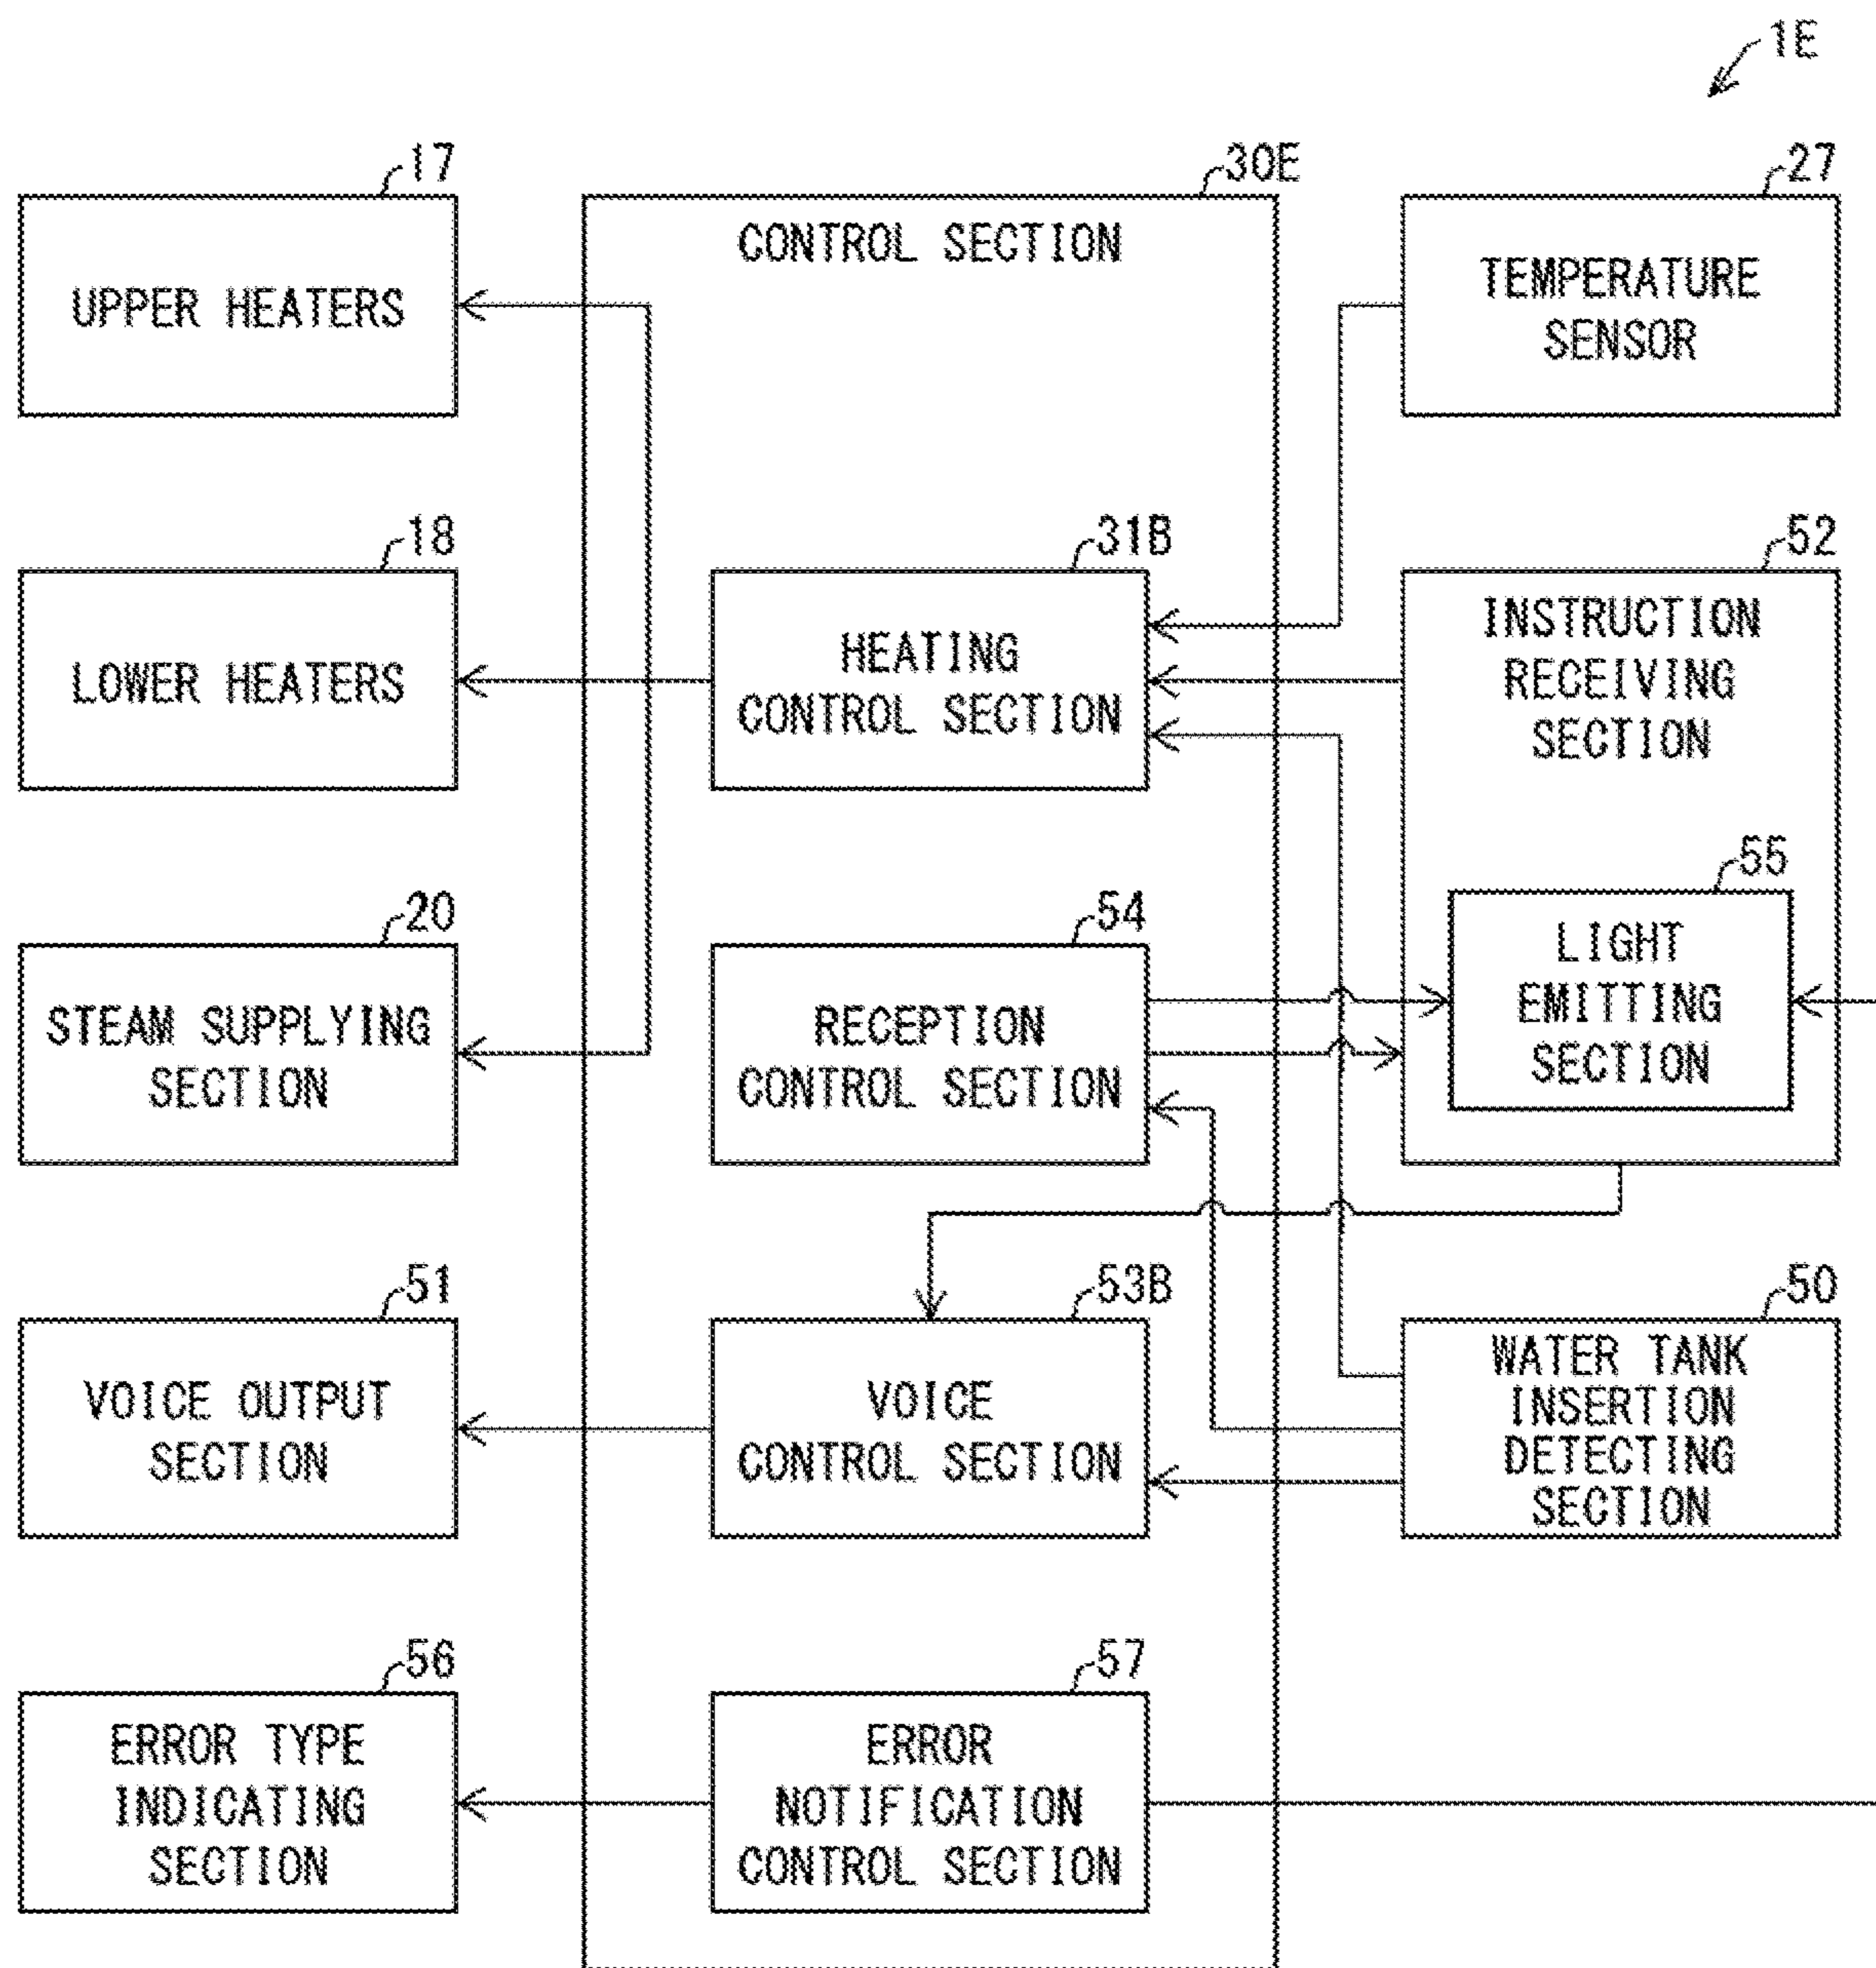 1E
17
UPPER HEATERS
30E
CONTROL SECTION
27
TEMPERATURE
SENSOR
18
LOWER HEATERS
31B
HEATING
CONTROL SECTION
52
INSTRUCTION
RECEIVING
SECTION
20
STEAM SUPPLYING
SECTION
54
RECEPTION
CONTROL SECTION
55
LIGHT
EMITTING
SECTION
51
VOICE OUTPUT
SECTION
53B
VOICE
CONTROL SECTION
50
WATER TANK
INSERTION
DETECTING
SECTION
56
ERROR TYPE
INDICATING
SECTION
57
ERROR
NOTIFICATION
CONTROL SECTION